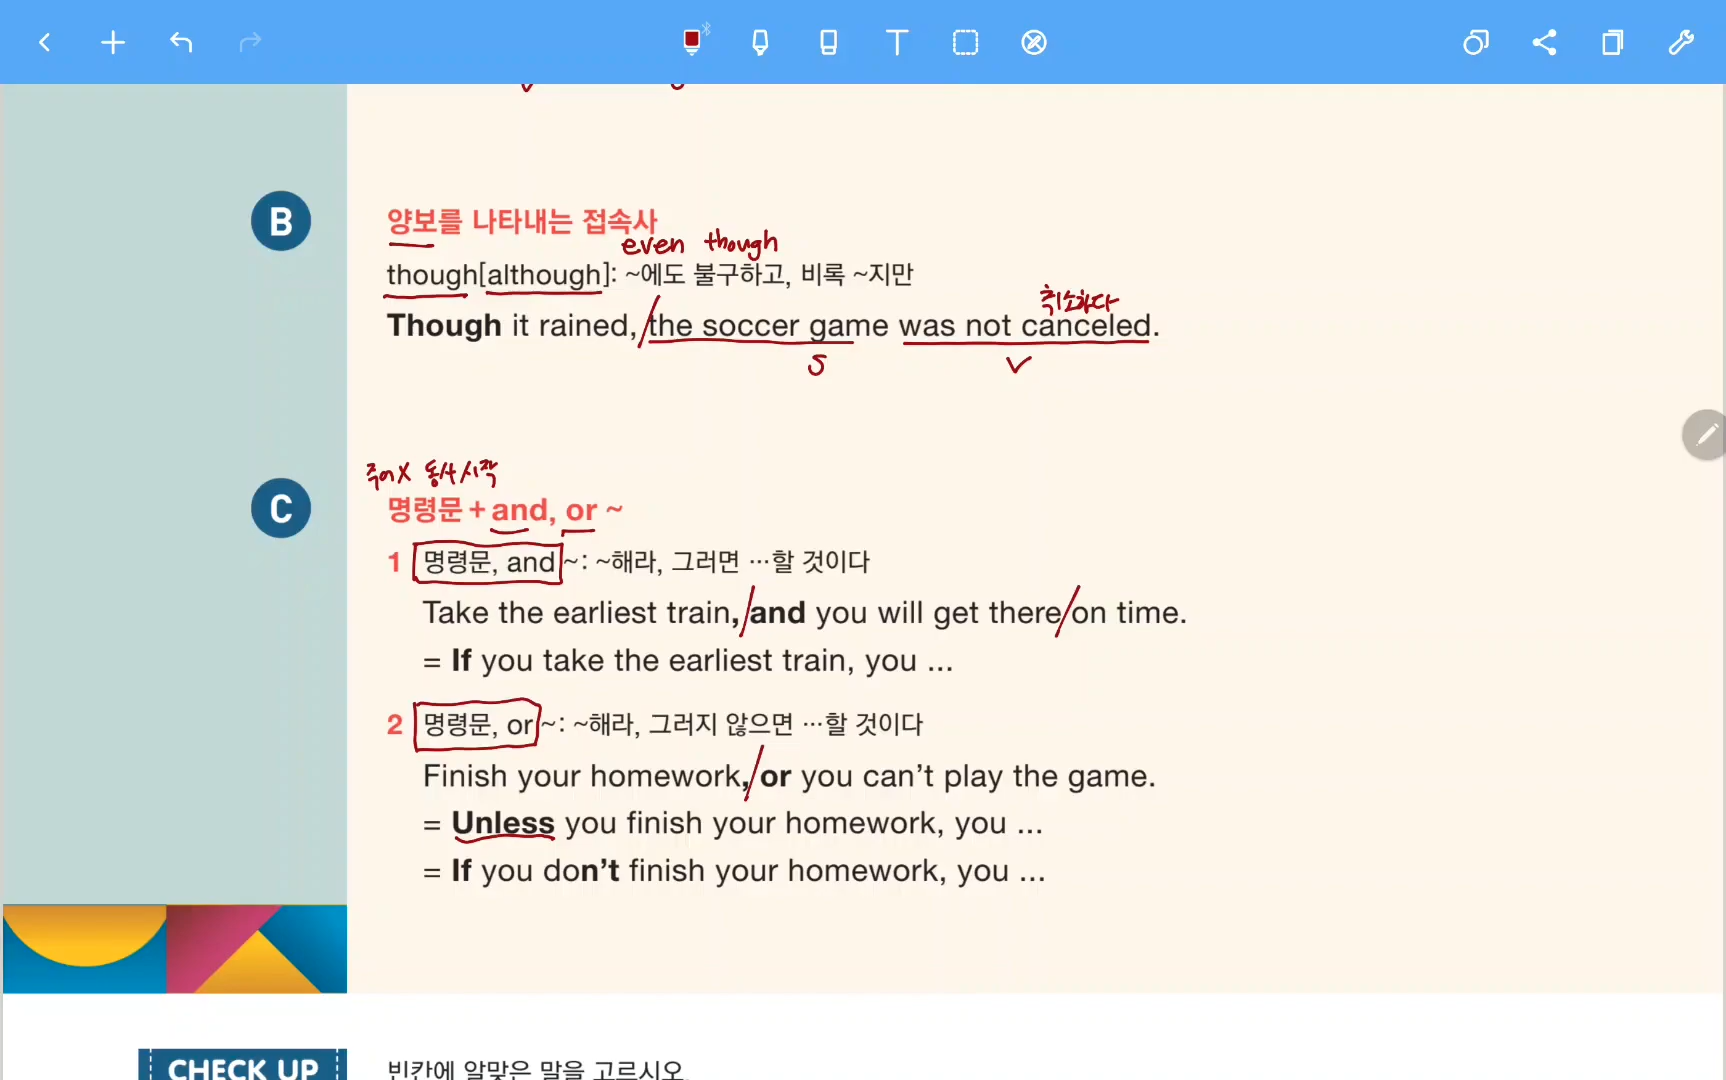 B
양보를 나타내는 접속사
even though
though[although]: ~에도 불구하고, 비록 ~지만
취소하다
Though it rained, the soccer game was not canceled.
S V
주어X 동사시작
C
명령문 + and, or ~
1 명령문, and ~: ~해라, 그러면 …할 것이다
Take the earliest train, and you will get there on time.
= If you take the earliest train, you ...
2 명령문, or ~: ~해라, 그러지 않으면 …할 것이다
Finish your homework, or you can’t play the game.
= Unless you finish your homework, you ...
= If you don’t finish your homework, you ...
CHECK UP
빈칸에 알맞은 말을 고르시오.